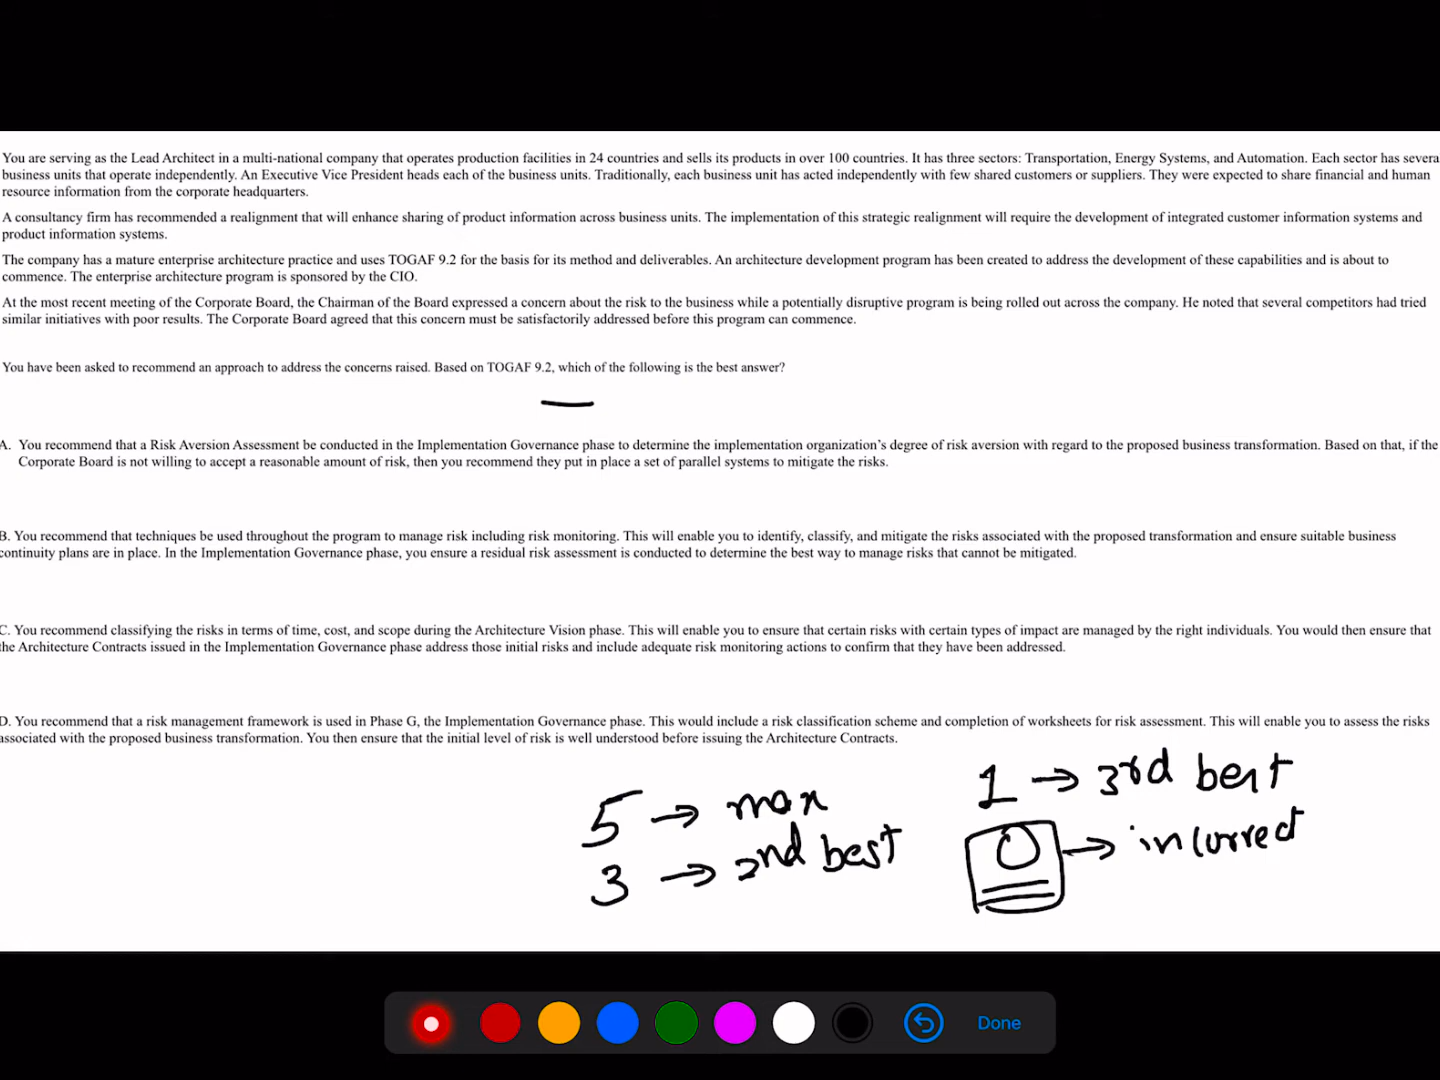 You are serving as the Lead Architect in a multi-national company that operates production facilities in 24 countries and sells its products in over 100 countries. It has three sectors: Transportation, Energy Systems, and Automation. Each sector has severa
business units that operate independently. An Executive Vice President heads each of the business units. Traditionally, each business unit has acted independently with few shared customers or suppliers. They were expected to share financial and human
resource information from the corporate headquarters.
A consultancy firm has recommended a realignment that will enhance sharing of product information across business units. The implementation of this strategic realignment will require the development of integrated customer information systems and
product information systems.
The company has a mature enterprise architecture practice and uses TOGAF 9.2 for the basis for its method and deliverables. An architecture development program has been created to address the development of these capabilities and is about to
commence. The enterprise architecture program is sponsored by the CIO.
At the most recent meeting of the Corporate Board, the Chairman of the Board expressed a concern about the risk to the business while a potentially disruptive program is being rolled out across the company. He noted that several competitors had tried
similar initiatives with poor results. The Corporate Board agreed that this concern must be satisfactorily addressed before this program can commence.
You have been asked to recommend an approach to address the concerns raised. Based on TOGAF 9.2, which of the following is the best answer?
A. You recommend that a Risk Aversion Assessment be conducted in the Implementation Governance phase to determine the implementation organization's degree of risk aversion with regard to the proposed business transformation. Based on that, if the
Corporate Board is not willing to accept a reasonable amount of risk, then you recommend they put in place a set of parallel systems to mitigate the risks.
B. You recommend that techniques be used throughout the program to manage risk including risk monitoring. This will enable you to identify, classify, and mitigate the risks associated with the proposed transformation and ensure suitable business
continuity plans are in place. In the Implementation Governance phase, you ensure a residual risk assessment is conducted to determine the best way to manage risks that cannot be mitigated.
C. You recommend classifying the risks in terms of time, cost, and scope during the Architecture Vision phase. This will enable you to ensure that certain risks with certain types of impact are managed by the right individuals. You would then ensure that
the Architecture Contracts issued in the Implementation Governance phase address those initial risks and include adequate risk monitoring actions to confirm that they have been addressed.
D. You recommend that a risk management framework is used in Phase G, the Implementation Governance phase. This would include a risk classification scheme and completion of worksheets for risk assessment. This will enable you to assess the risks
associated with the proposed business transformation. You then ensure that the initial level of risk is well understood before issuing the Architecture Contracts.
5 → max
3 → 2nd best
1 → 3rd best
0 → incorrect
Done